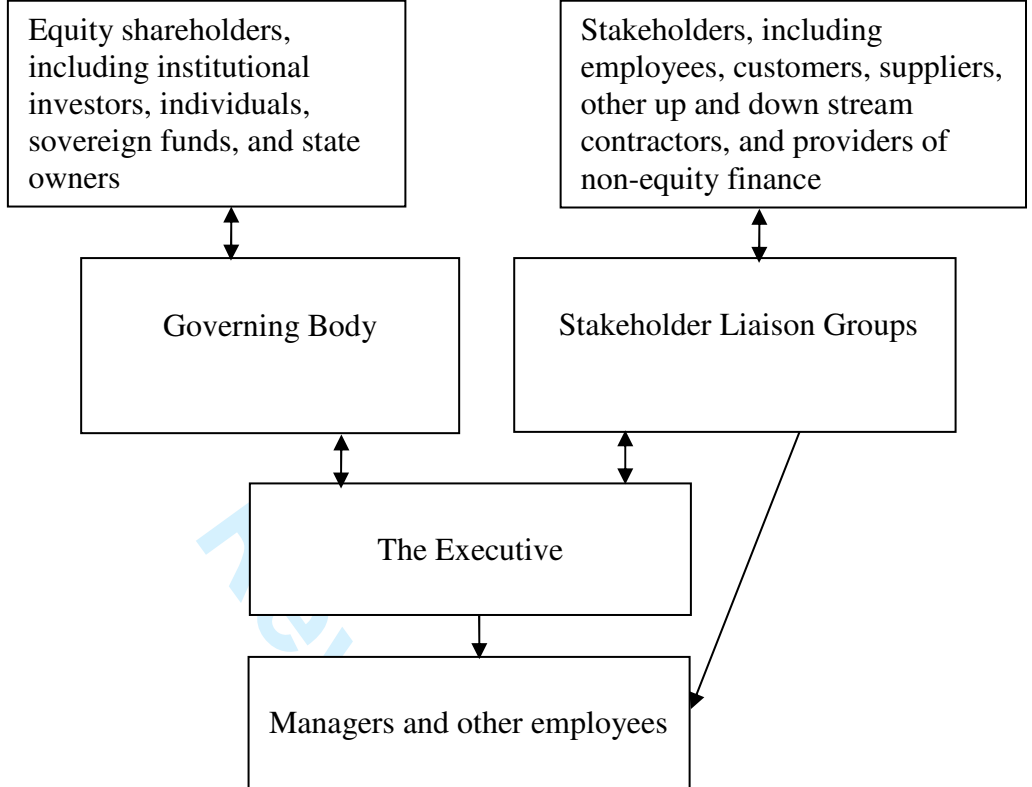 Equity shareholders,
including institutional
investors, individuals,
sovereign funds, and state
owners
Stakeholders, including
employees, customers, suppliers,
other up and down stream
contractors, and providers of
non-equity finance
Governing Body
Stakeholder Liaison Groups
The Executive
Managers and other employees